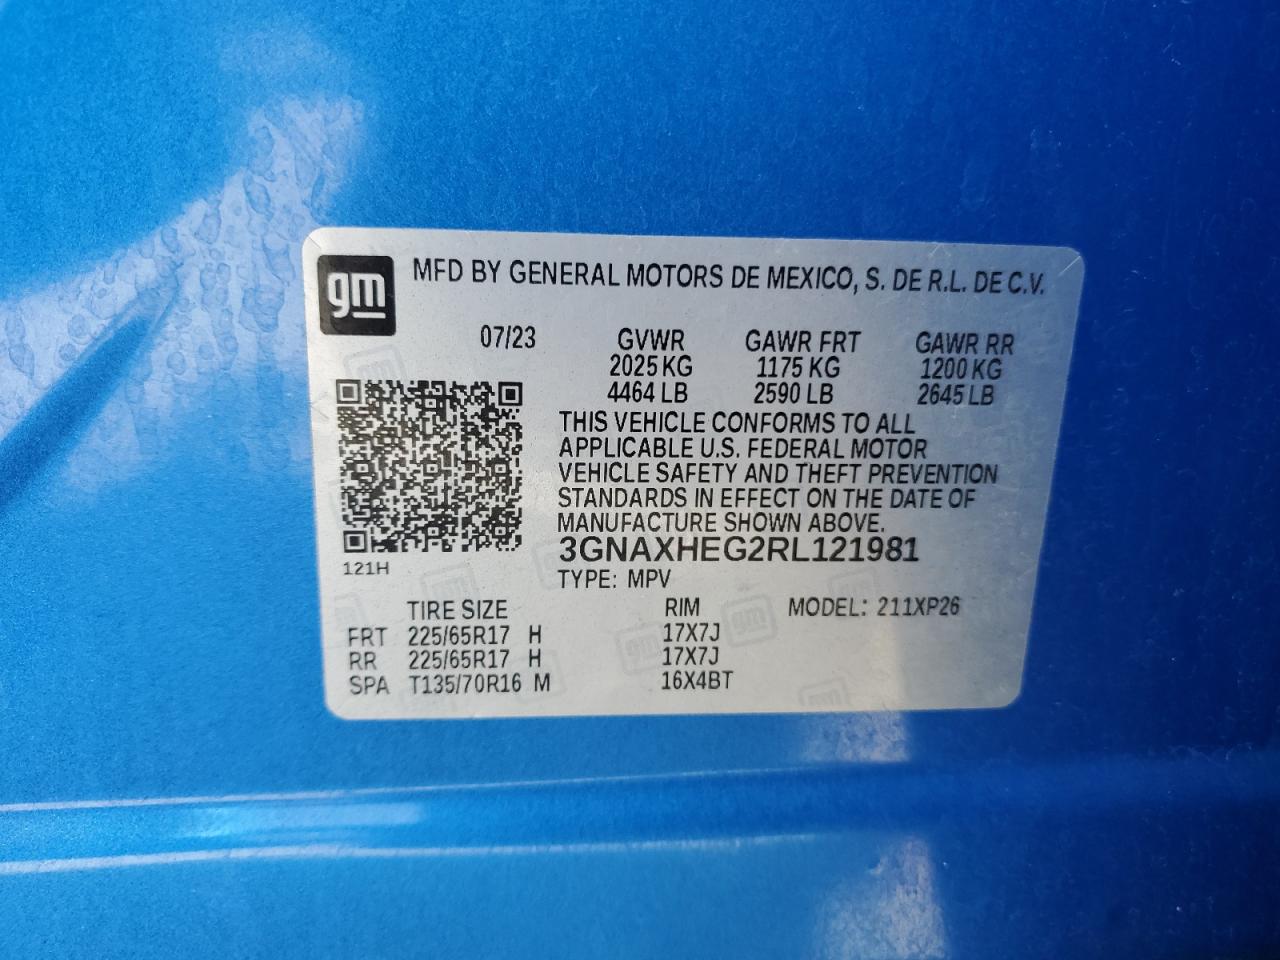 gm MFD BY GENERAL MOTORS DE MEXICO, S. DE R.L. DE C.V.
07/23 GVWR GAWR FRT GAWR RR
2025 KG 1175 KG 1200 KG
4464 LB 2590 LB 2645 LB
THIS VEHICLE CONFORMS TO ALL
APPLICABLE U.S. FEDERAL MOTOR
VEHICLE SAFETY AND THEFT PREVENTION
STANDARDS IN EFFECT ON THE DATE OF
MANUFACTURE SHOWN ABOVE.
3GNAXHEG2RL121981
121H TYPE: MPV
TIRE SIZE RIM MODEL: 211XP26
FRT 225/65R17 H 17X7J
RR 225/65R17 H 17X7J
SPA T135/70R16 M 16X4BT